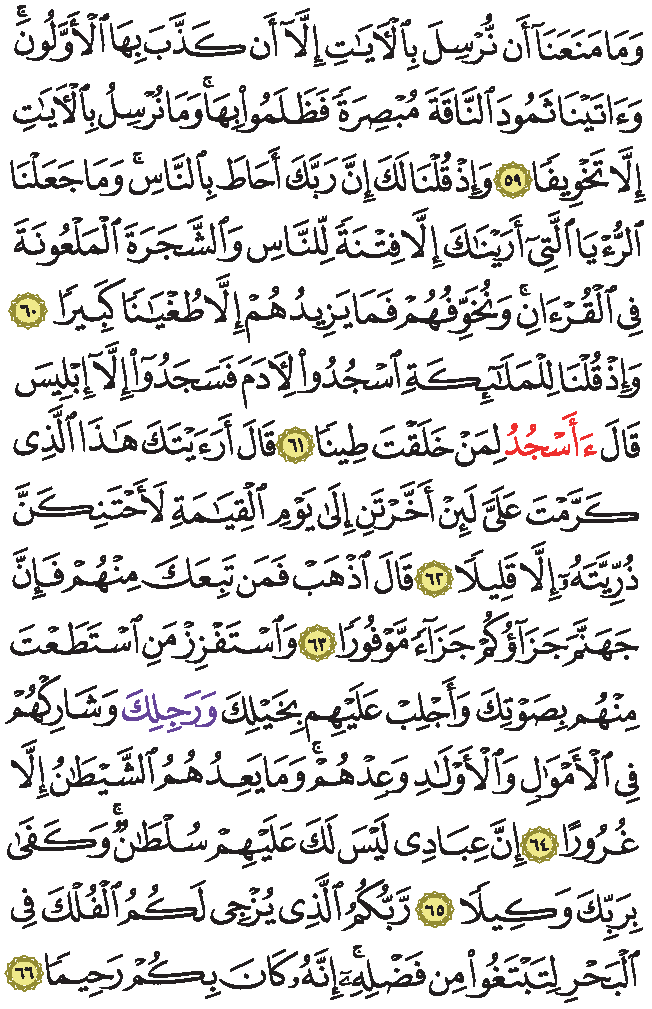 وَمَا مَنَعَنَآ أَن نُّرْسِلَ بِٱلْأٓيَٰتِ إِلَّآ أَن كَذَّبَ بِهَا ٱلْأَوَّلُونَۚ
وَءَاتَيْنَا ثَمُودَ ٱلنَّاقَةَ مُبْصِرَةً فَظَلَمُوا۟ بِهَاۚ وَمَا نُرْسِلُ بِٱلْأٓيَٰتِ
إِلَّا تَخْوِيفًا ٥٩ وَإِذْ قُلْنَا لَكَ إِنَّ رَبَّكَ أَحَاطَ بِٱلنَّاسِۚ وَمَا جَعَلْنَا
ٱلرُّءْيَا ٱلَّتِىٓ أَرَيْنَٰكَ إِلَّا فِتْنَةً لِّلنَّاسِ وَٱلشَّجَرَةَ ٱلْمَلْعُونَةَ
فِى ٱلْقُرْءَانِۚ وَنُخَوِّفُهُمْ فَمَا يَزِيدُهُمْ إِلَّا طُغْيَٰنًا كَبِيرًا ٦٠
وَإِذْ قُلْنَا لِلْمَلَٰٓئِكَةِ ٱسْجُدُوا۟ لِأٓدَمَ فَسَجَدُوٓا۟ إِلَّآ إِبْلِيسَ
قَالَ ءَأَسْجُدُ لِمَنْ خَلَقْتَ طِينًا ٦١ قَالَ أَرَءَيْتَكَ هَٰذَا ٱلَّذِى
كَرَّمْتَ عَلَىَّ لَئِنْ أَخَّرْتَنِ إِلَىٰ يَوْمِ ٱلْقِيَٰمَةِ لَأَحْتَنِكَنَّ
ذُرِّيَّتَهُۥٓ إِلَّا قَلِيلًا ٦٢ قَالَ ٱذْهَبْ فَمَن تَبِعَكَ مِنْهُمْ فَإِنَّ
جَهَنَّمَ جَزَآؤُكُمْ جَزَآءً مَّوْفُورًا ٦٣ وَٱسْتَفْزِزْ مَنِ ٱسْتَطَعْتَ
مِنْهُم بِصَوْتِكَ وَأَجْلِبْ عَلَيْهِم بِخَيْلِكَ وَرَجِلِكَ وَشَارِكْهُمْ
فِى ٱلْأَمْوَٰلِ وَٱلْأَوْلَٰدِ وَعِدْهُمْۚ وَمَا يَعِدُهُمُ ٱلشَّيْطَٰنُ إِلَّا
غُرُورًا ٦٤ إِنَّ عِبَادِى لَيْسَ لَكَ عَلَيْهِمْ سُلْطَٰنٌۚ وَكَفَىٰ
بِرَبِّكَ وَكِيلًا ٦٥ رَّبُّكُمُ ٱلَّذِى يُزْجِى لَكُمُ ٱلْفُلْكَ فِى
ٱلْبَحْرِ لِتَبْتَغُوا۟ مِن فَضْلِهِۦٓۚ إِنَّهُۥ كَانَ بِكُمْ رَحِيمًا ٦٦